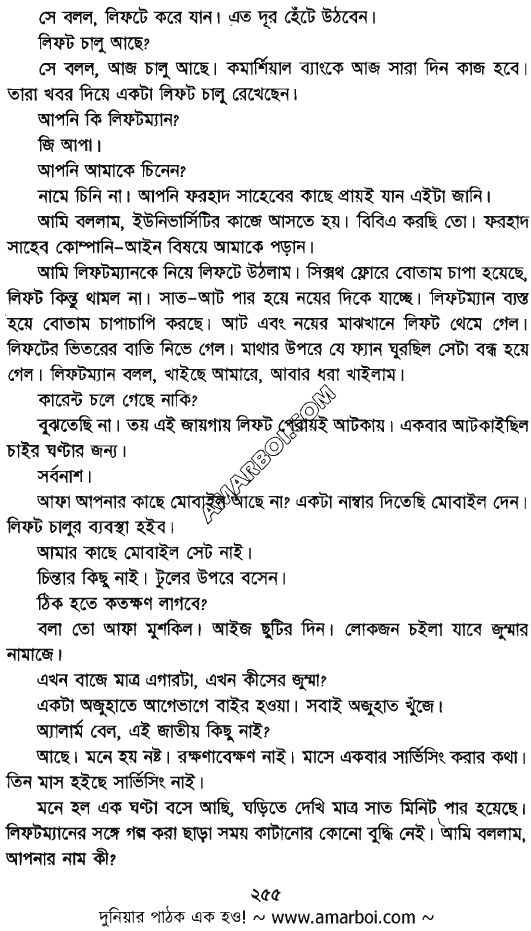 সে বলল, লিফটে করে যান। এত দূর হেঁটে উঠবেন।
লিফট চালু আছে?
সে বলল, আজ চালু আছে। কমার্শিয়াল ব্যাংকে আজ সারা দিন কাজ হবে।
তারা খবর দিয়ে একটা লিফট চালু রেখেছেন।
আপনি কি লিফটম্যান?
জি আপা।
আপনি আমাকে চিনেন?
নামে চিনি না। আপনি ফরহাদ সাহেবের কাছে প্রায়ই যান এইটা জানি।
আমি বললাম, ইউনিভার্সিটির কাজে আসতে হয়। বিবিএ করছি তো। ফরহাদ
সাহেব কোম্পানি-আইন বিষয়ে আমাকে পড়ান।
আমি লিফটম্যানকে নিয়ে লিফটে উঠলাম। সিক্সথ ফ্লোরে বোতাম চাপা হয়েছে,
লিফট কিন্তু থামল না। সাত-আট পার হয়ে নয়ের দিকে যাচ্ছে। লিফটম্যান ব্যস্ত
হয়ে বোতাম চাপাচাপি করছে। আট এবং নয়ের মাঝখানে লিফট থেমে গেল।
লিফটের ভিতরের বাতি নিভে গেল। মাথার উপরে যে ফ্যান ঘুরছিল সেটা বন্ধ হয়ে
গেল। লিফটম্যান বলল, খাইছে আমারে, আবার ধরা খাইলাম।
কারেন্ট চলে গেছে নাকি?
বুঝতেছি না। তয় এই জায়গায় লিফট পেরায়ই আটকায়। একবার আটকাইছিল
চাইর ঘণ্টার জন্য।
সর্বনাশ।
আফা আপনার কাছে মোবাইল আছে না? একটা নাম্বার দিতেছি মোবাইল দেন।
লিফট চালুর ব্যবস্থা হইব।
আমার কাছে মোবাইল সেট নাই।
চিন্তার কিছু নাই। টুলের উপরে বসেন।
ঠিক হতে কতক্ষণ লাগবে?
বলা তো আফা মুশকিল। আইজ ছুটির দিন। লোকজন চইলা যাবে জুম্মার
নামাজে।
এখন বাজে মাত্র এগারটা, এখন কীসের জুম্মা?
একটা অজুহাতে আগেভাগে বাইর হওয়া। সবাই অজুহাত খুঁজে।
অ্যালার্ম বেল, এই জাতীয় কিছু নাই?
আছে। মনে হয় নষ্ট। রক্ষণাবেক্ষণ নাই। মাসে একবার সার্ভিসিং করার কথা।
তিন মাস হইছে সার্ভিসিং নাই।
মনে হল এক ঘণ্টা বসে আছি, ঘড়িতে দেখি মাত্র সাত মিনিট পার হয়েছে।
লিফটম্যানের সঙ্গে গল্প করা ছাড়া সময় কাটানোর কোনো বুদ্ধি নেই। আমি বললাম,
আপনার নাম কী?
AMARBOI.COM
২৫৫
দুনিয়ার পাঠক এক হও! ~ www.amarboi.com ~